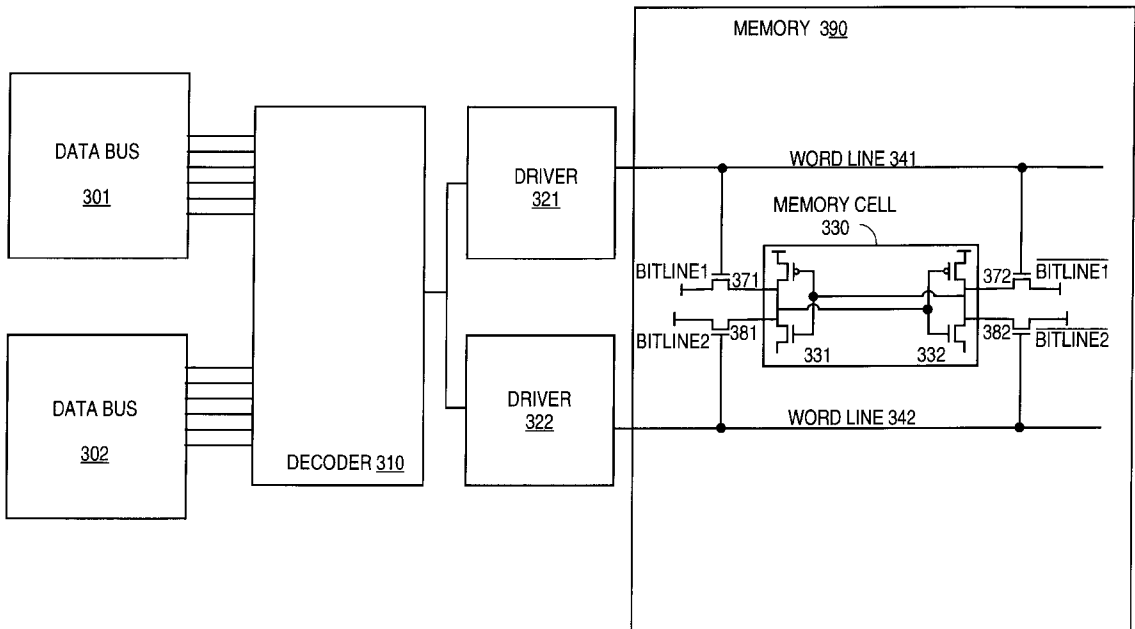 MEMORY 390
DATA BUS
301
DRIVER
321
WORD LINE 341
MEMORY CELL
330
BITLINE1
371
372
BITLINE1
BITLINE2
381
331
332
382
BITLINE2
DATA BUS
302
DECODER 310
DRIVER
322
WORD LINE 342